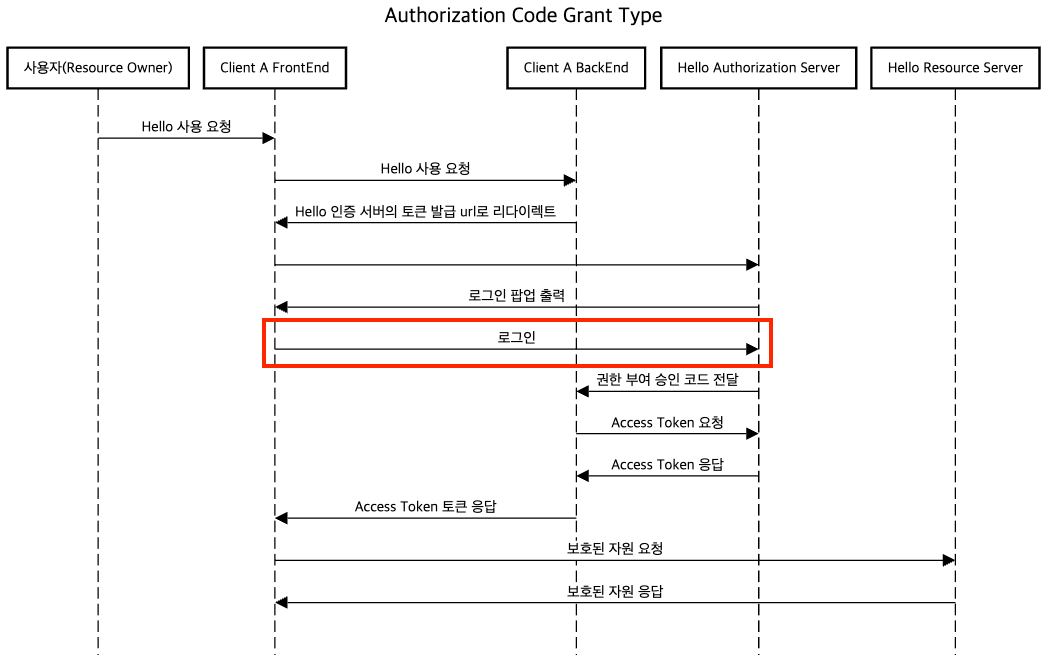 Authorization Code Grant Type
사용자(Resource Owner)
Client A FrontEnd
Client A BackEnd
Hello Authorization Server
Hello Resource Server
Hello 사용 요청
Hello 사용 요청
Hello 인증 서버의 토큰 발급 url로 리다이렉트
로그인 팝업 출력
로그인
권한 부여 승인 코드 전달
Access Token 요청
Access Token 응답
Access Token 토큰 응답
보호된 자원 요청
보호된 자원 응답